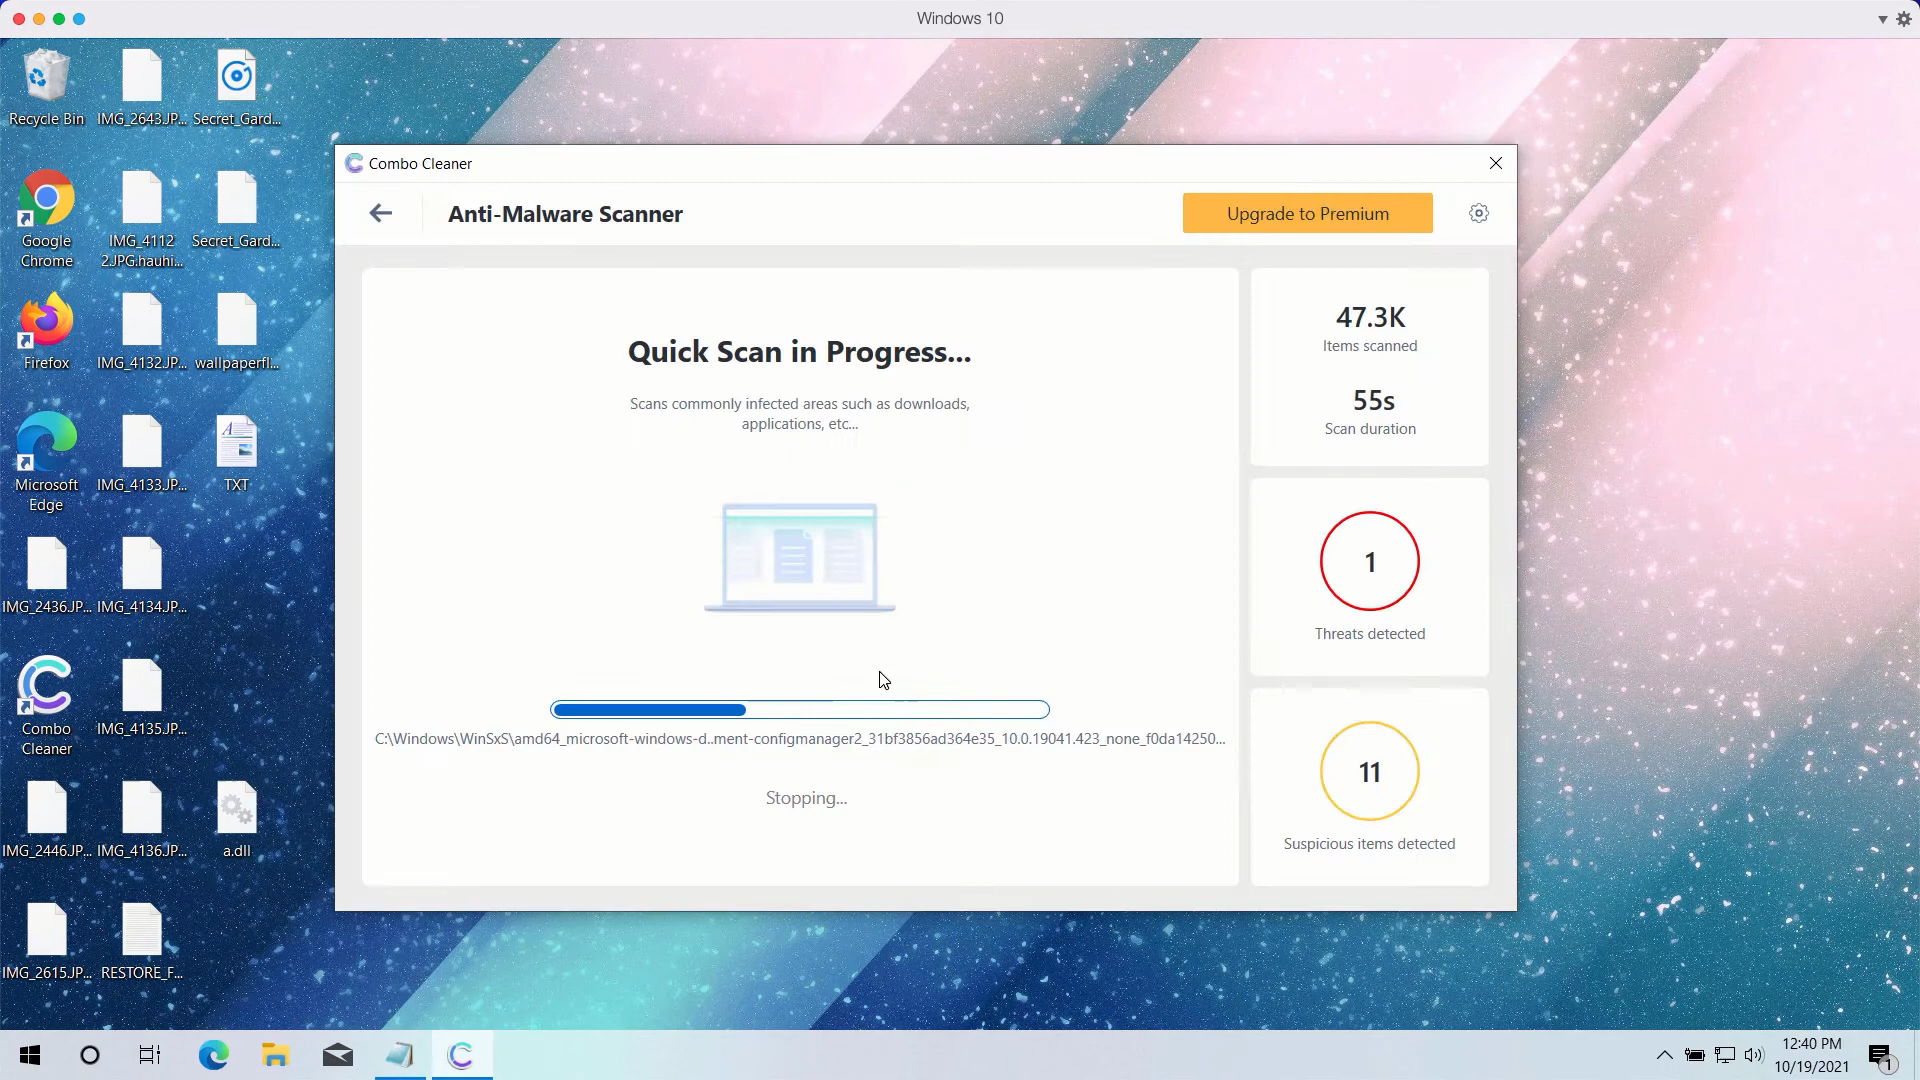 Windows 10
Recycle Bin
IMG_2643.JP...
Secret_Gard...
Google
Chrome
IMG_4112
2.JPG.hauhi...
Secret_Gard...
Firefox
IMG_4132.JP...
wallpaperfl...
Microsoft
Edge
IMG_4133.JP...
TXT
IMG_2436.JP...
IMG_4134.JP...
Combo
Cleaner
IMG_4135.JP...
IMG_2446.JP...
IMG_4136.JP...
a.dll
IMG_2615.JP...
RESTORE_F...
Combo Cleaner
Anti-Malware Scanner
Upgrade to Premium
Quick Scan in Progress...
Scans commonly infected areas such as downloads,
applications, etc...
C:\Windows\WinSxS\amd64_microsoft-windows-d..ment-configmanager2_31bf3856ad364e35_10.0.19041.423_none_f0da14250...
Stopping...
47.3K
Items scanned
55s
Scan duration
1
Threats detected
11
Suspicious items detected
12:40 PM
10/19/2021
1